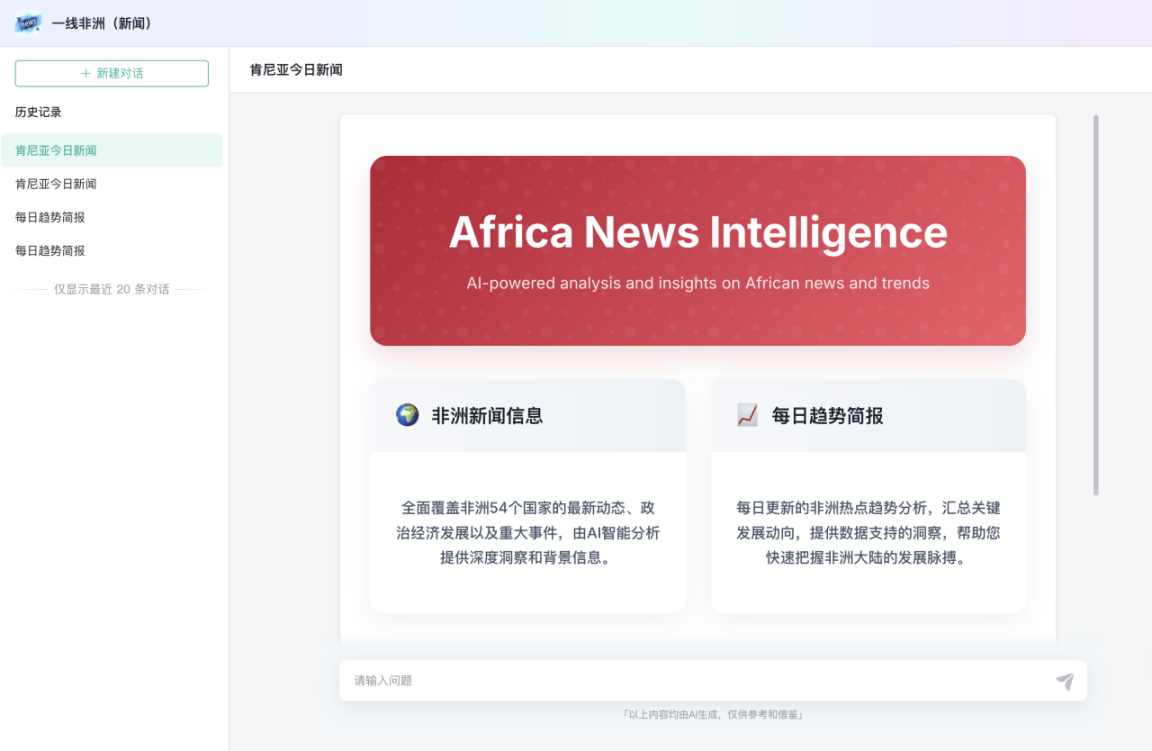 news
一线非洲（新闻）
＋ 新建对话
历史记录
肯尼亚今日新闻
肯尼亚今日新闻
每日趋势简报
每日趋势简报
仅显示最近 20 条对话
肯尼亚今日新闻
Africa News Intelligence
AI-powered analysis and insights on African news and trends
非洲新闻信息
全面覆盖非洲54个国家的最新动态、政
治经济发展以及重大事件，由AI智能分析
提供深度洞察和背景信息。
每日趋势简报
每日更新的非洲热点趋势分析，汇总关键
发展动向，提供数据支持的洞察，帮助您
快速把握非洲大陆的发展脉搏。
请输入问题
「以上内容均由AI生成，仅供参考和借鉴」